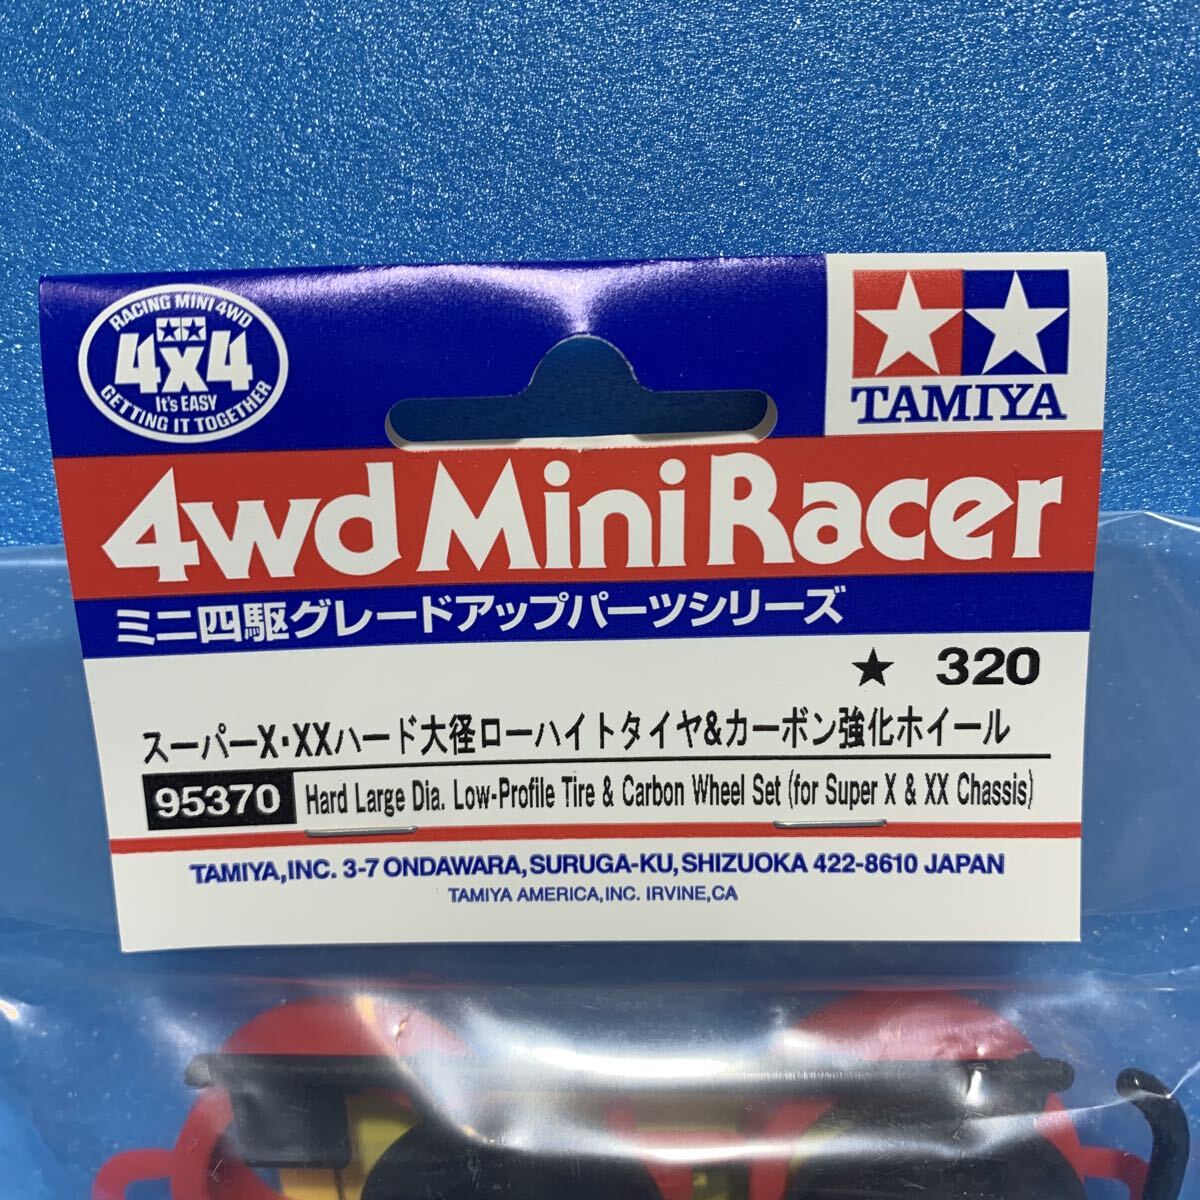 RACING MINI 4WD
4x4
It's EASY
GETTING IT TOGETHER
TAMIYA
4wd Mini Racer
ミニ四駆グレードアップパーツシリーズ
★ 320
スーパーX・XXハード大径ローハイトタイヤ&カーボン強化ホイール
95370 Hard Large Dia. Low-Profile Tire & Carbon Wheel Set (for Super X & XX Chassis)
TAMIYA,INC. 3-7 ONDAWARA,SURUGA-KU,SHIZUOKA 422-8610 JAPAN
TAMIYA AMERICA,INC. IRVINE,CA